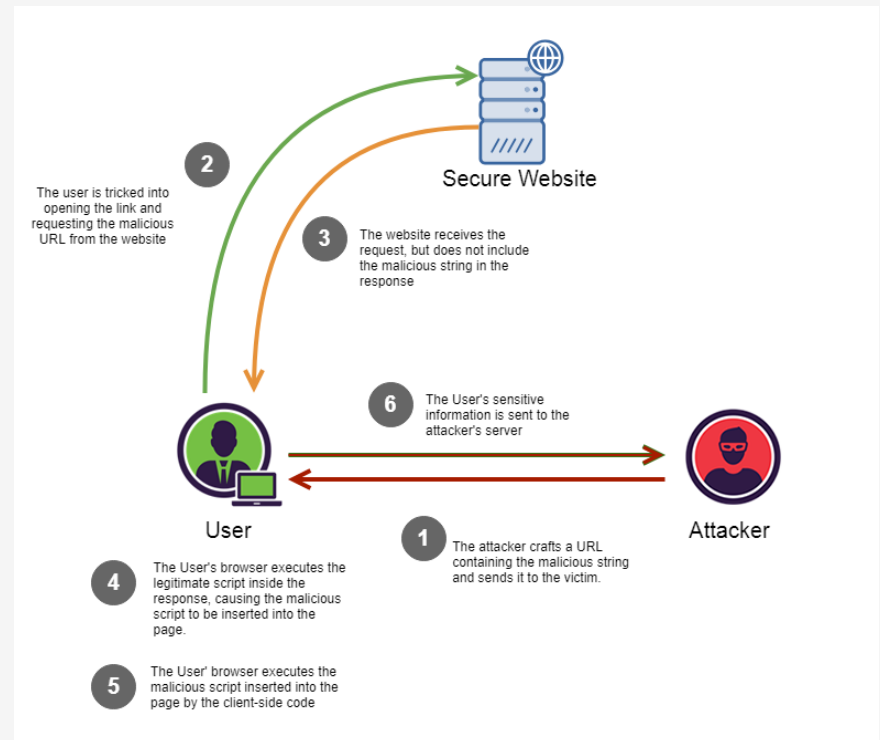 Secure Website
2
The user is tricked into
opening the link and
requesting the malicious
URL from the website
3
The website receives the
request, but does not include
the malicious string in the
response
6
The User's sensitive
information is sent to the
attacker's server
User
Attacker
1
The attacker crafts a URL
containing the malicious string
and sends it to the victim.
4
The User's browser executes the
legitimate script inside the
response, causing the malicious
script to be inserted into the
page.
5
The User' browser executes the
malicious script inserted into the
page by the client-side code